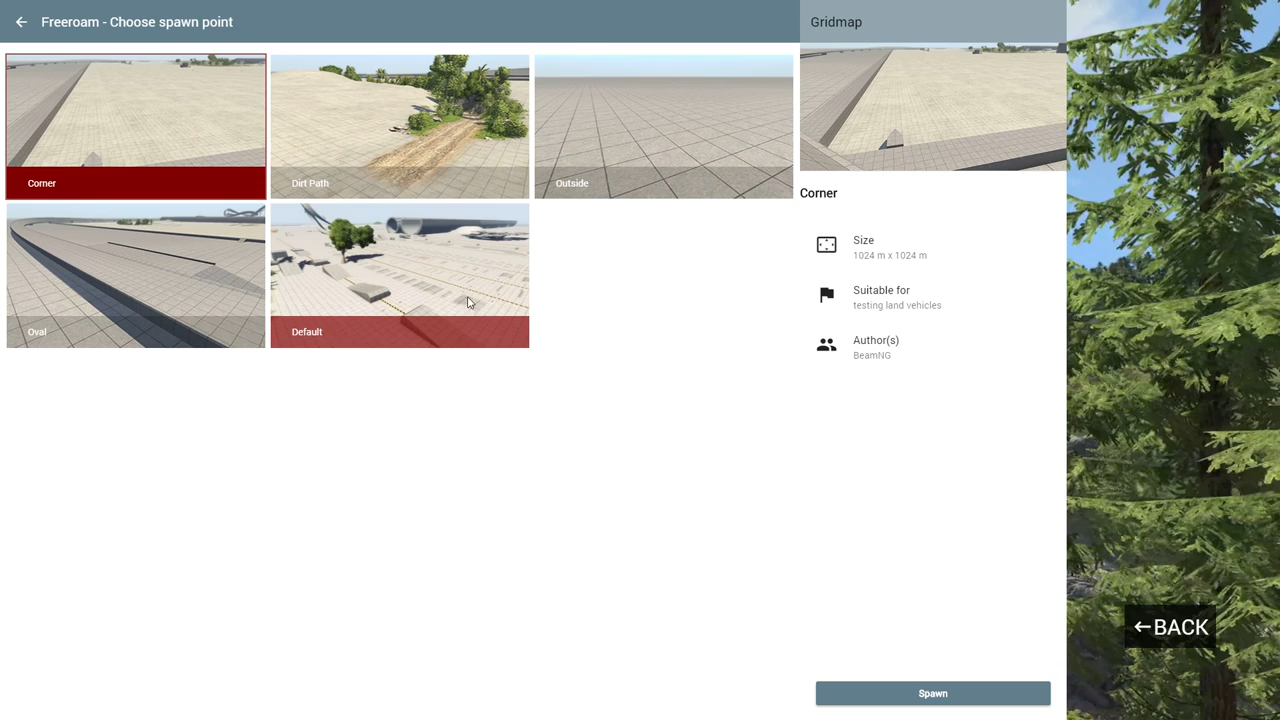 Freeroam - Choose spawn point
Gridmap
Corner
Dirt Path
Outside
Oval
Default
Corner
Size
1024 m x 1024 m
Suitable for
testing land vehicles
Author(s)
BeamNG
←BACK
Spawn